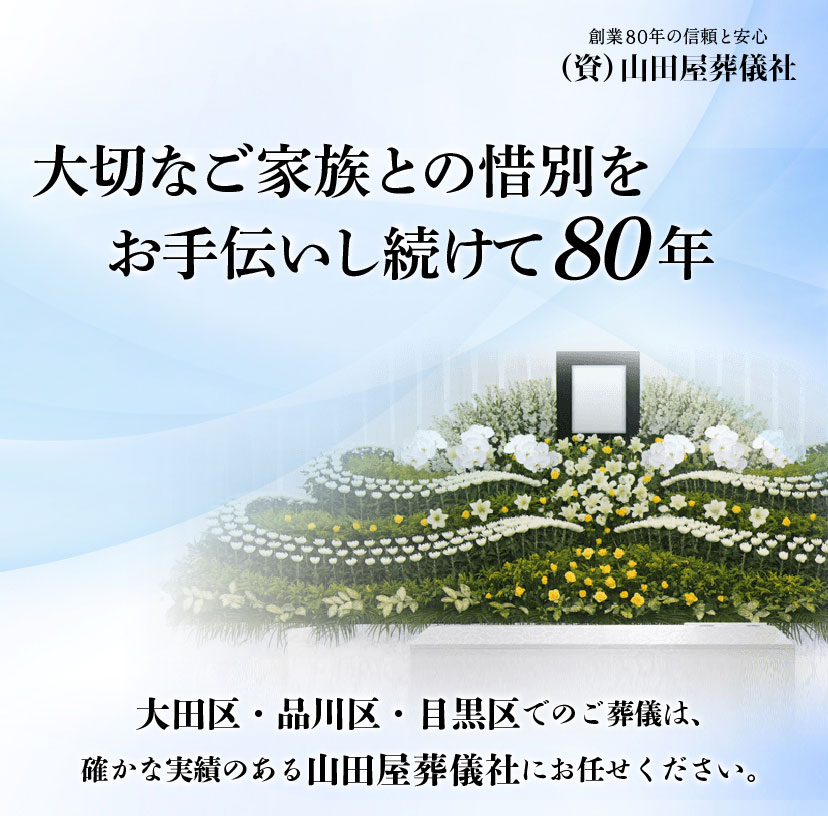 創業80年の信頼と安心
（資）山田屋葬儀社
大切なご家族との惜別を
お手伝いし続けて80年
大田区・品川区・目黒区でのご葬儀は、
確かな実績のある山田屋葬儀社にお任せください。